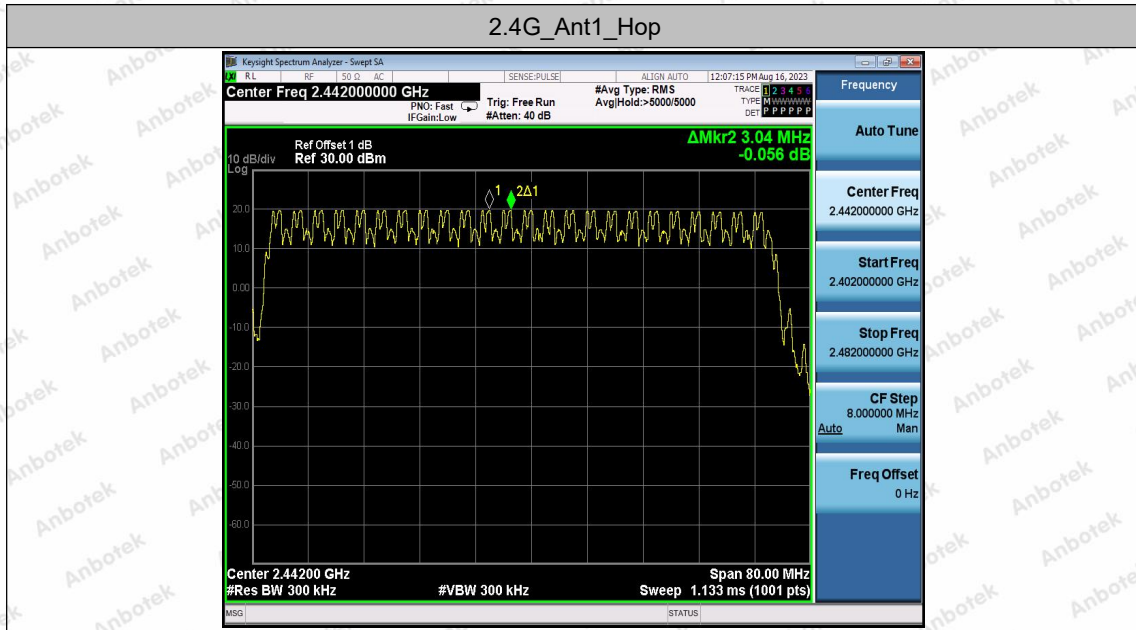 2.4G_Ant1_Hop
Keysight Spectrum Analyzer - Swept SA
LXI RL RF 50 Ω AC SENSE:PULSE ALIGN AUTO 12:07:15 PM Aug 16, 2023
Center Freq 2.442000000 GHz
PNO: Fast
IFGain:Low
Trig: Free Run
#Atten: 40 dB
#Avg Type: RMS
Avg|Hold:>5000/5000
TRACE 1 2 3 4 5 6
TYPE M WWWWW
DET P P P P P P
ΔMkr2 3.04 MHz
-0.056 dB
Ref Offset 1 dB
10 dB/div Ref 30.00 dBm
Log
1 2Δ1
20.0
10.0
0.00
-10.0
-20.0
-30.0
-40.0
-50.0
-60.0
Center 2.44200 GHz Span 80.00 MHz
#Res BW 300 kHz #VBW 300 kHz Sweep 1.133 ms (1001 pts)
MSG STATUS
Frequency
Auto Tune
Center Freq
2.442000000 GHz
Start Freq
2.402000000 GHz
Stop Freq
2.482000000 GHz
CF Step
8.000000 MHz
Auto Man
Freq Offset
0 Hz
Anbotek